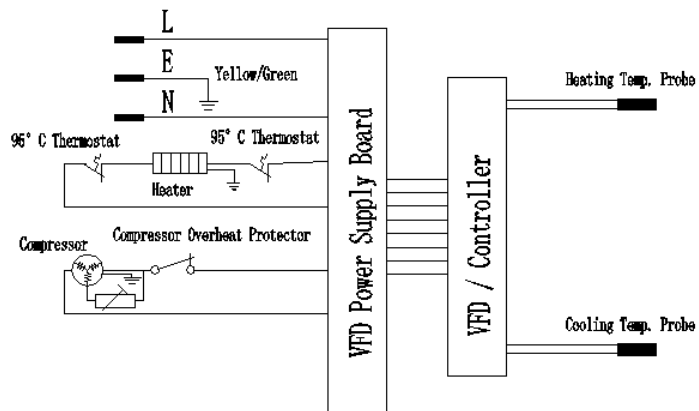 L
E
Yellow/Green
N
95° C Thermostat
95° C Thermostat
Heater
Compressor
Compressor Overheat Protector
VFD Power Supply Board
VFD / Controller
Heating Temp. Probe
Cooling Temp. Probe